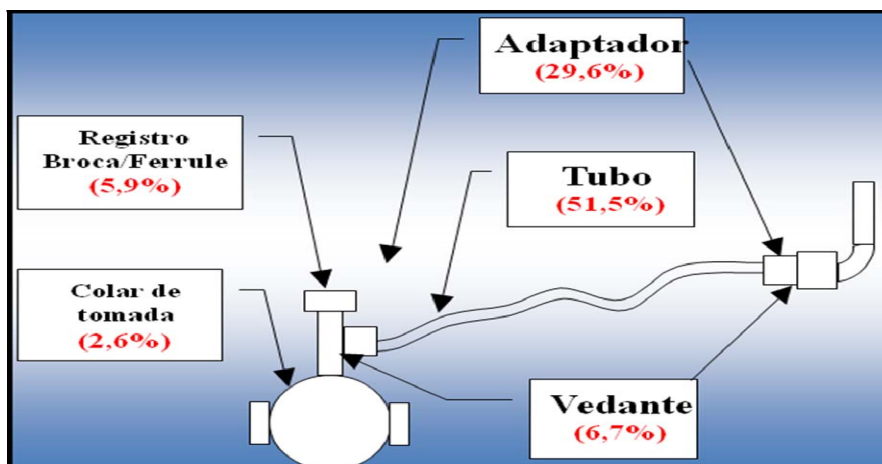 Adaptador
(29,6%)
Registro
Broca/Ferrule
(5,9%)
Tubo
(51,5%)
Colar de
tomada
(2,6%)
Vedante
(6,7%)